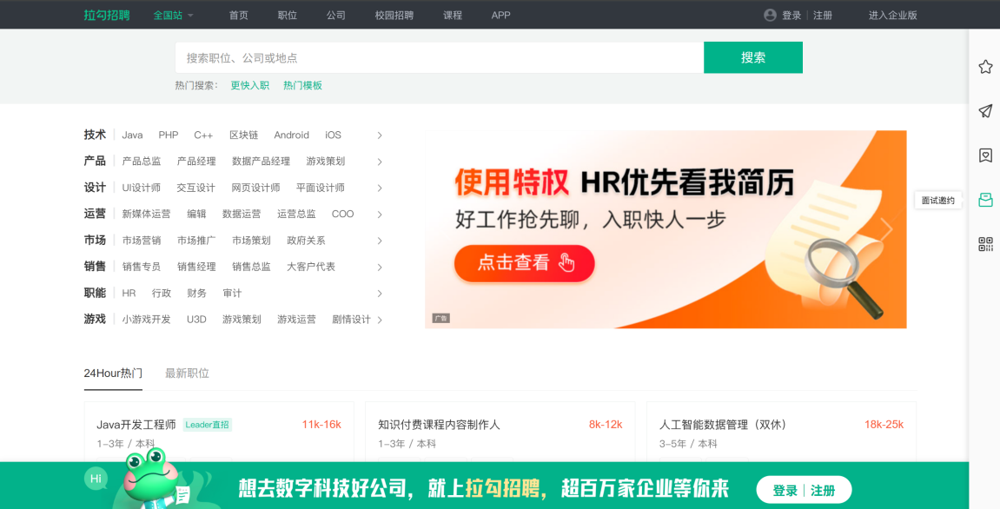 拉勾招聘 全国站 首页 职位 公司 校园招聘 课程 APP 登录 注册 进入企业版
搜索职位、公司或地点 搜索
热门搜索: 更快入职 热门模板
技术 Java PHP C++ 区块链 Android iOS
产品 产品总监 产品经理 数据产品经理 游戏策划
设计 UI设计师 交互设计 网页设计师 平面设计师
运营 新媒体运营 编辑 数据运营 运营总监 COO
市场 市场营销 市场推广 市场策划 政府关系
销售 销售专员 销售经理 销售总监 大客户代表
职能 HR 行政 财务 审计
游戏 小游戏开发 U3D 游戏策划 游戏运营 剧情设计
使用特权 HR优先看我简历
好工作抢先聊，入职快人一步
点击查看
广告
面试邀约
24Hour热门 最新职位
Java开发工程师 Leader直招 11k-16k
1-3年 / 本科
知识付费课程内容制作人 8k-12k
1-3年 / 本科
人工智能数据管理（双休） 18k-25k
3-5年 / 本科
Hi
想去数字科技好公司，就上拉勾招聘，超百万家企业等你来
登录 注册